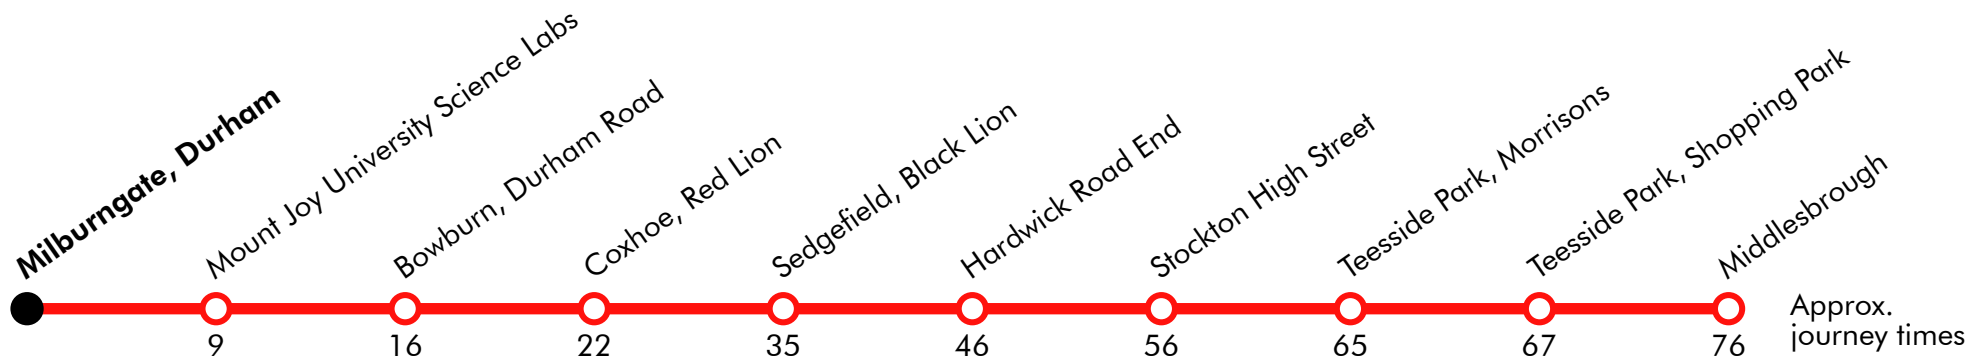 Milburngate, Durham
Mount Joy University Science Labs
Bowburn, Durham Road
Coxhoe, Red Lion
Sedgefield, Black Lion
Hardwick Road End
Stockton High Street
Teesside Park, Morrisons
Teesside Park, Shopping Park
Middlesbrough
9 16 22 35 46 56 65 67 76
Approx.
journey times